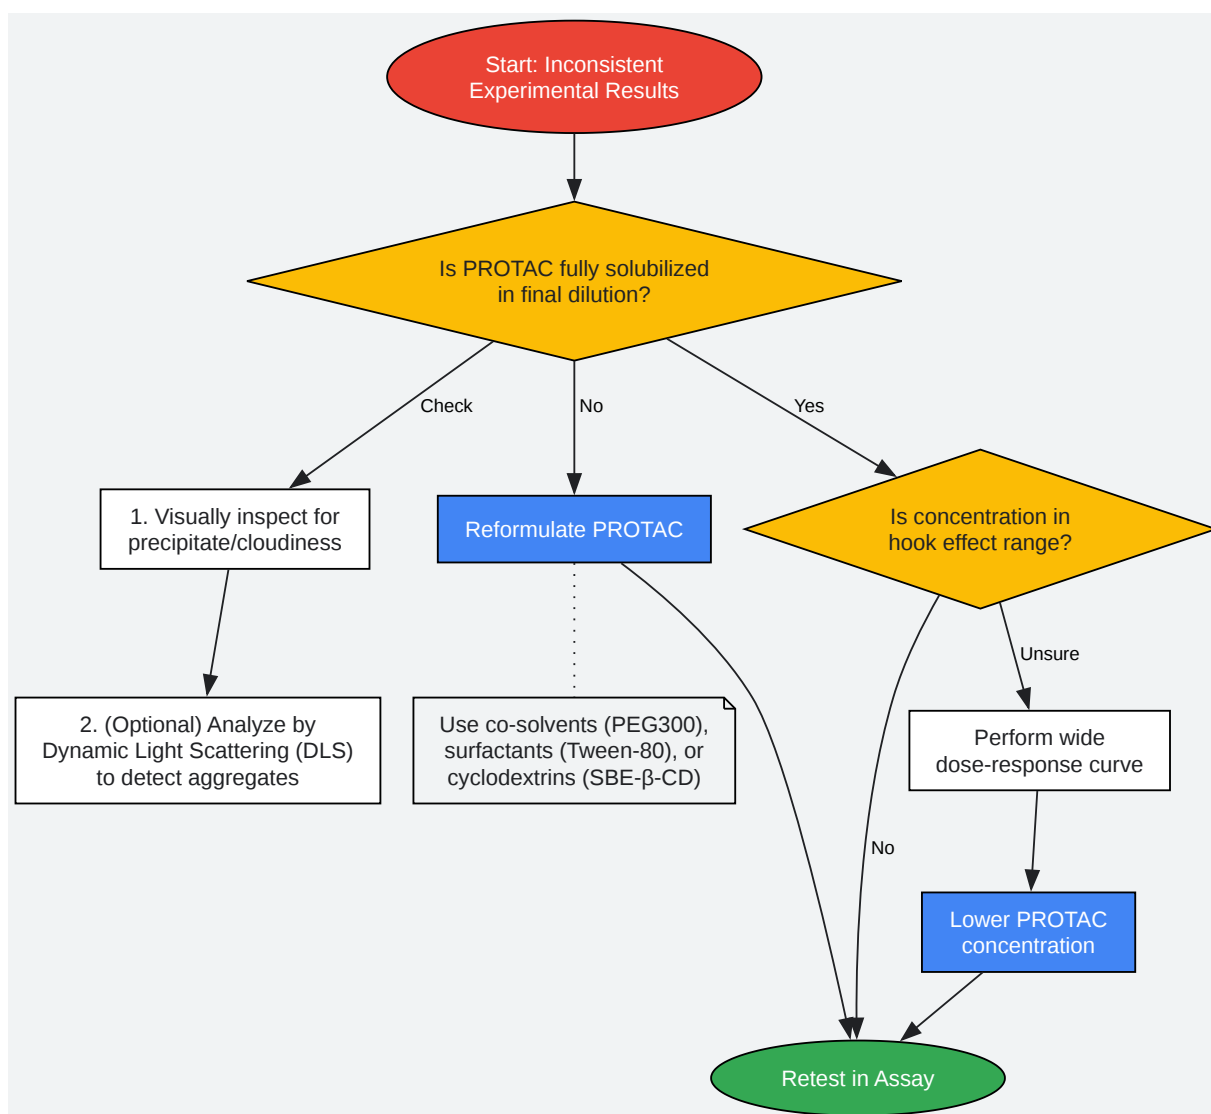 Start: Inconsistent
Experimental Results
Is PROTAC fully solubilized
in final dilution?
Check
No
Yes
1. Visually inspect for
precipitate/cloudiness
Reformulate PROTAC
Is concentration in
hook effect range?
Unsure
2. (Optional) Analyze by
Dynamic Light Scattering (DLS)
to detect aggregates
Use co-solvents (PEG300),
surfactants (Tween-80), or
cyclodextrins (SBE-β-CD)
Perform wide
dose-response curve
No
Lower PROTAC
concentration
Retest in Assay